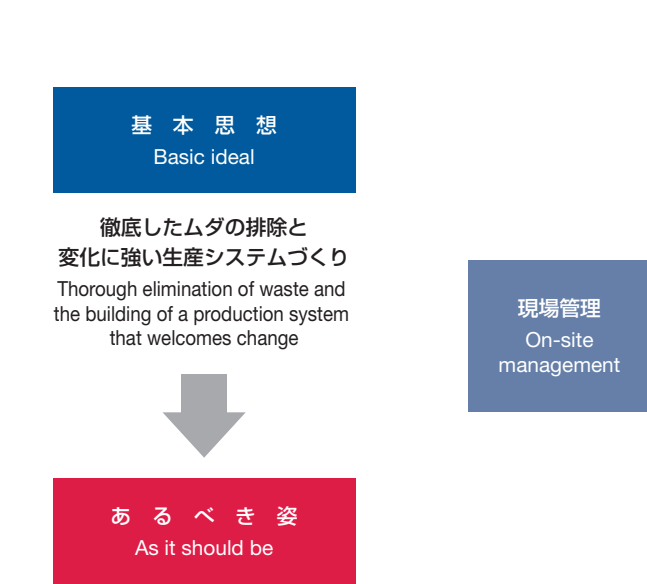 基本思想
Basic ideal
徹底したムダの排除と
変化に強い生産システムづくり
Thorough elimination of waste and
the building of a production system
that welcomes change
あるべき姿
As it should be
現場管理
On-site
management